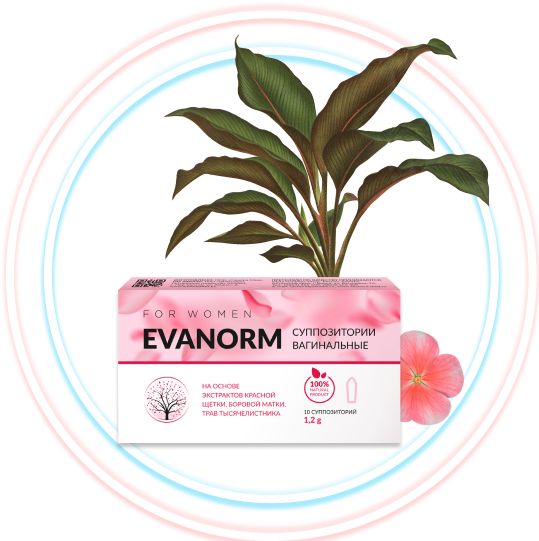 FOR WOMEN
EVANORM
СУППОЗИТОРИИ
ВАГИНАЛЬНЫЕ
НА ОСНОВЕ
ЭКСТРАКТОВ КРАСНОЙ
ЩЕТКИ, БОРОВОЙ МАТКИ,
ТРАВ ТЫСЯЧЕЛИСТНИКА
100%
NATURAL
PRODUCT
10 СУППОЗИТОРИЙ
1,2 g